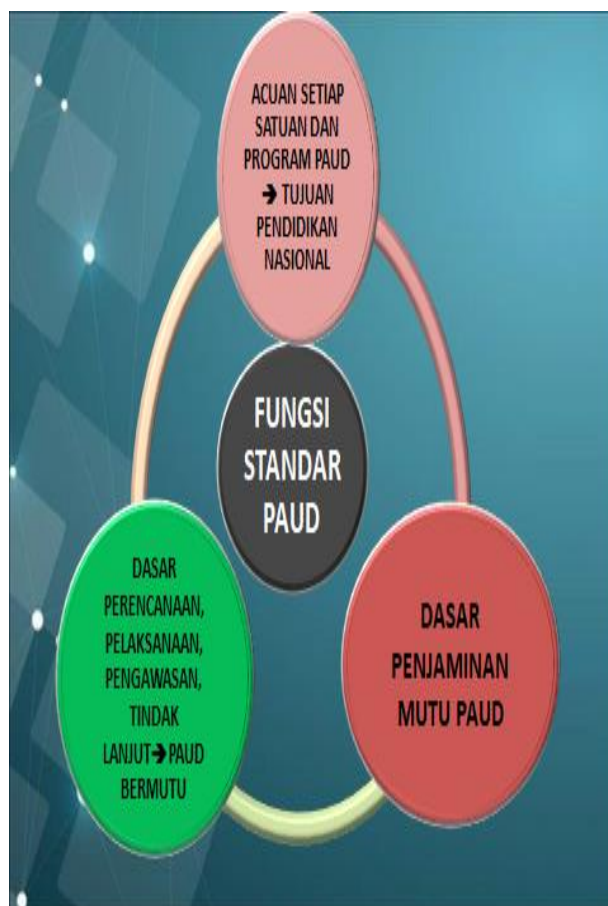 ACUAN SETIAP
SATUAN DAN
PROGRAM PAUD
➔ TUJUAN
PENDIDIKAN
NASIONAL
FUNGSI
STANDAR
PAUD
DASAR
PERENCANAAN,
PELAKSANAAN,
PENGAWASAN,
TINDAK
LANJUT➔PAUD
BERMUTU
DASAR
PENJAMINAN
MUTU PAUD